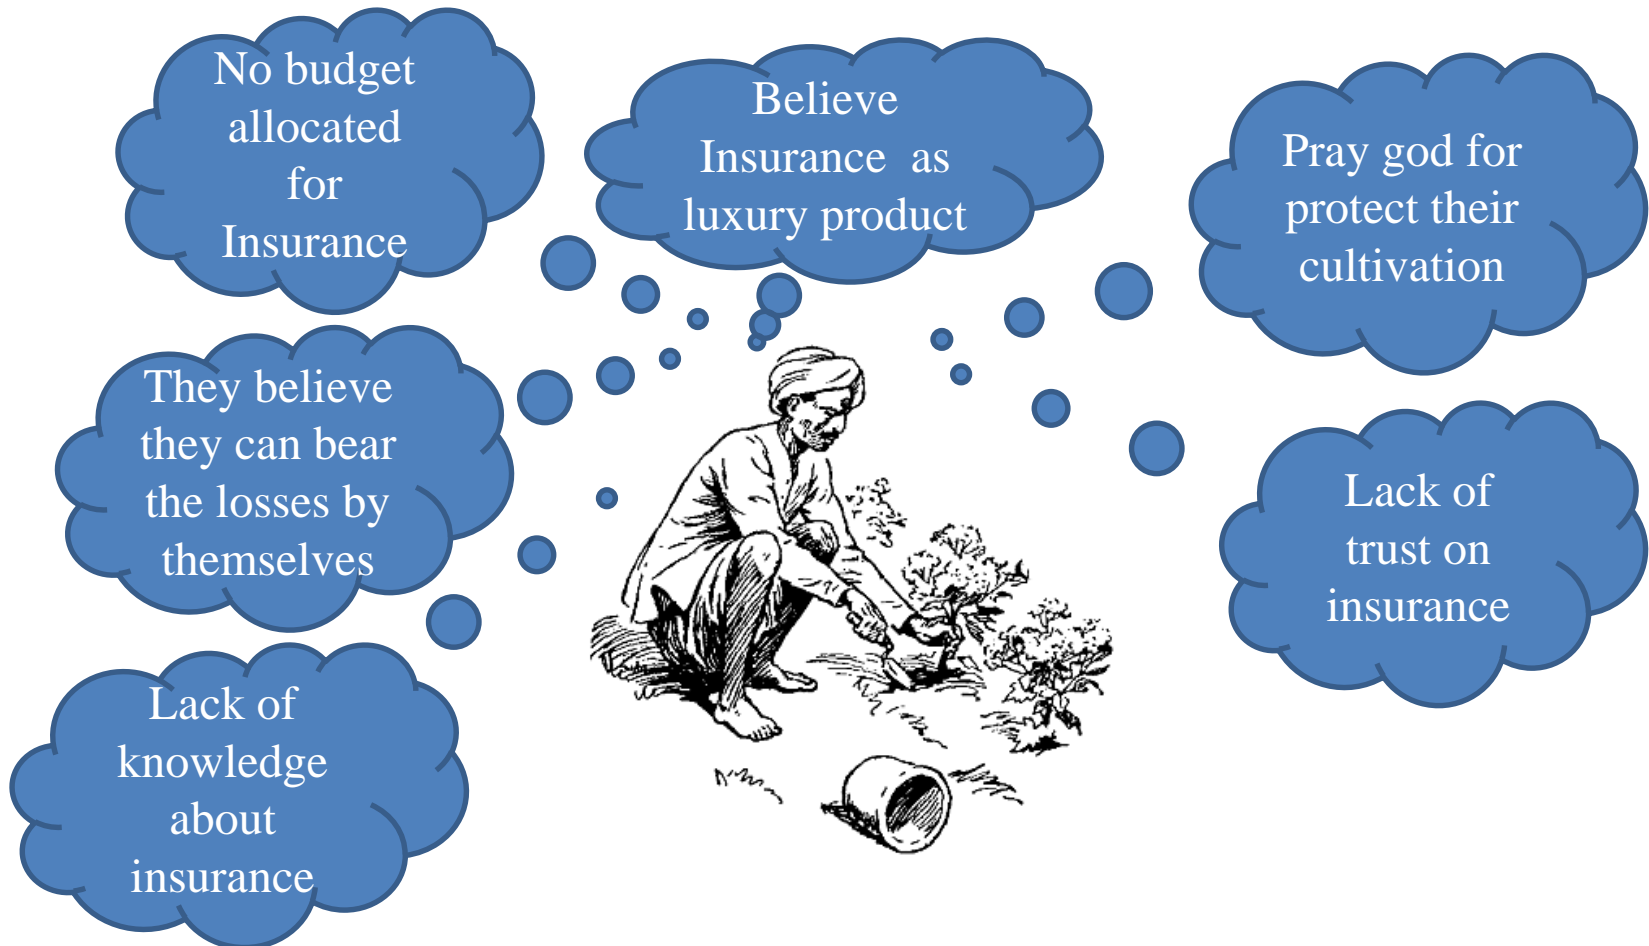 No budget
allocated
for
Insurance
Believe
Insurance as
luxury product
Pray god for
protect their
cultivation
They believe
they can bear
the losses by
themselves
Lack of
trust on
insurance
Lack of
knowledge
about
insurance